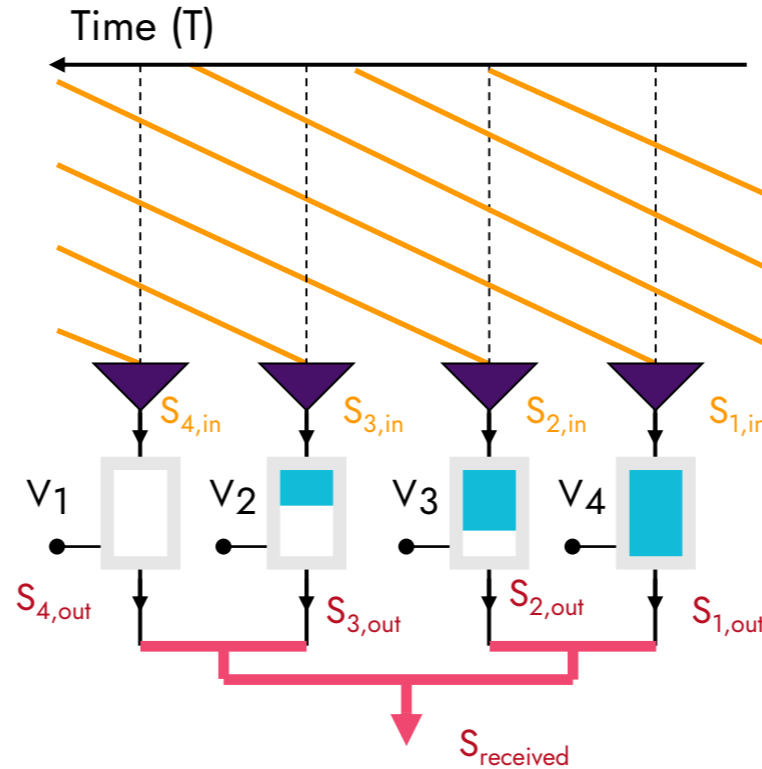 Time (T)
S4,in
S3,in
S2,in
S1,in
V1
V2
V3
V4
S4,out
S3,out
S2,out
S1,out
Sreceived